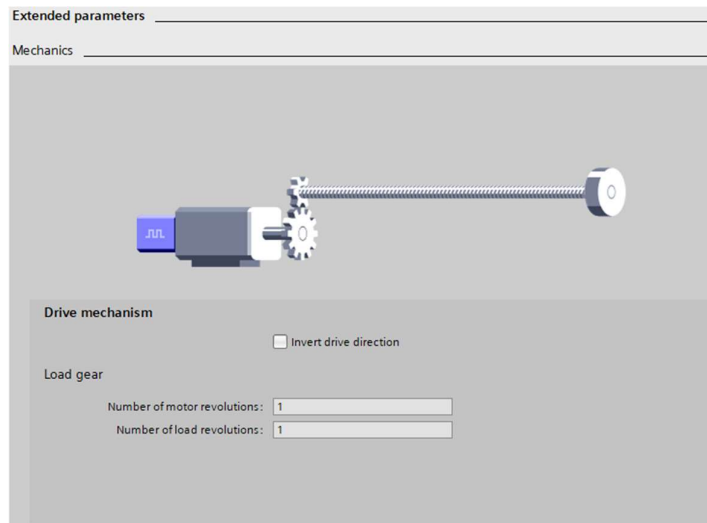 Extended parameters
Mechanics
Drive mechanism
Invert drive direction
Load gear
Number of motor revolutions: 1
Number of load revolutions: 1